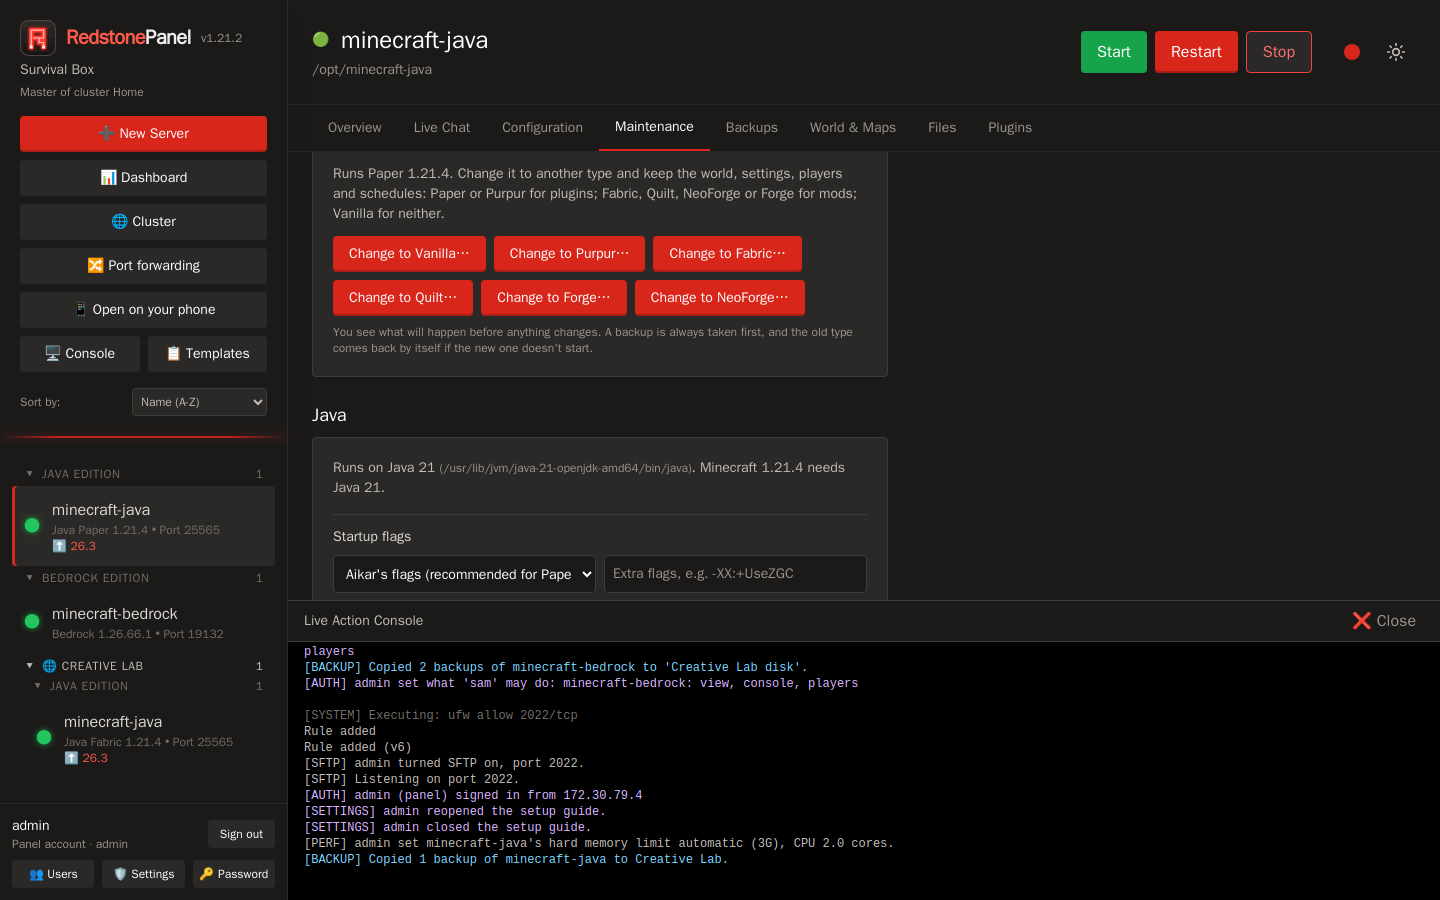 RedstonePanel v1.21.2
Survival Box
Master of cluster Home
➕ New Server
📊 Dashboard
🌐 Cluster
🔀 Port forwarding
📱 Open on your phone
🖥️ Console
📋 Templates
Sort by:
Name (A-Z)
▼ JAVA EDITION 1
minecraft-java
Java Paper 1.21.4 • Port 25565
⬆️ 26.3
▼ BEDROCK EDITION 1
minecraft-bedrock
Bedrock 1.26.66.1 • Port 19132
▼ 🌐 CREATIVE LAB 1
▼ JAVA EDITION 1
minecraft-java
Java Fabric 1.21.4 • Port 25565
⬆️ 26.3
admin
Panel account · admin
Sign out
👥 Users
🛡️ Settings
🔑 Password
minecraft-java
/opt/minecraft-java
Start
Restart
Stop
Overview
Live Chat
Configuration
Maintenance
Backups
World & Maps
Files
Plugins
Runs Paper 1.21.4. Change it to another type and keep the world, settings, players
and schedules: Paper or Purpur for plugins; Fabric, Quilt, NeoForge or Forge for mods;
Vanilla for neither.
Change to Vanilla…
Change to Purpur…
Change to Fabric…
Change to Quilt…
Change to Forge…
Change to NeoForge…
You see what will happen before anything changes. A backup is always taken first, and the old type
comes back by itself if the new one doesn't start.
Java
Runs on Java 21 (/usr/lib/jvm/java-21-openjdk-amd64/bin/java). Minecraft 1.21.4 needs
Java 21.
Startup flags
Aikar's flags (recommended for Pape
Extra flags, e.g. -XX:+UseZGC
Live Action Console
❌ Close
players
[BACKUP] Copied 2 backups of minecraft-bedrock to 'Creative Lab disk'.
[AUTH] admin set what 'sam' may do: minecraft-bedrock: view, console, players
[SYSTEM] Executing: ufw allow 2022/tcp
Rule added
Rule added (v6)
[SFTP] admin turned SFTP on, port 2022.
[SFTP] Listening on port 2022.
[AUTH] admin (panel) signed in from 172.30.79.4
[SETTINGS] admin reopened the setup guide.
[SETTINGS] admin closed the setup guide.
[PERF] admin set minecraft-java's hard memory limit automatic (3G), CPU 2.0 cores.
[BACKUP] Copied 1 backup of minecraft-java to Creative Lab.